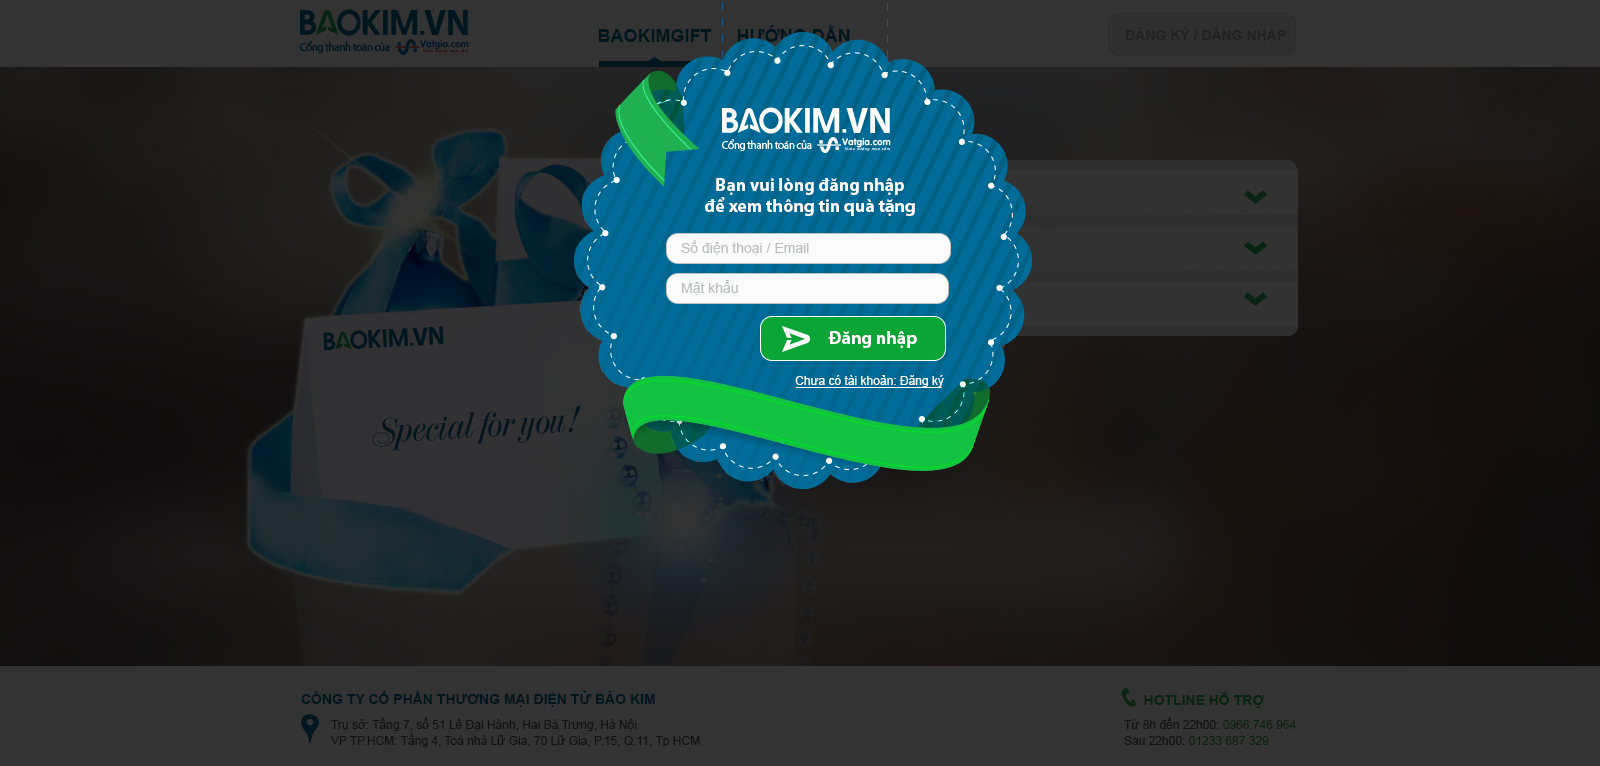 BAOKIM.VN
Cổng thanh toán của Vatgia.com
BAOKIMGIFT
HƯỚNG DẪN
ĐĂNG KÝ / ĐĂNG NHẬP
BAOKIM.VN
Cổng thanh toán của Vatgia.com
Bạn vui lòng đăng nhập
để xem thông tin quà tặng
Số điện thoại / Email
Mật khẩu
Đăng nhập
Chưa có tài khoản: Đăng ký
BAOKIM.VN
Special for you!
CÔNG TY CỔ PHẦN THƯƠNG MẠI ĐIỆN TỬ BẢO KIM
Trụ sở: Tầng 7, số 51 Lê Đại Hành, Hai Bà Trưng, Hà Nội
VP TP.HCM: Tầng 4, Toà nhà Lữ Gia, 70 Lữ Gia, P.15, Q.11, Tp HCM
HOTLINE HỖ TRỢ
Từ 8h đến 22h00: 0966.746.964
Sau 22h00: 01233 687 329